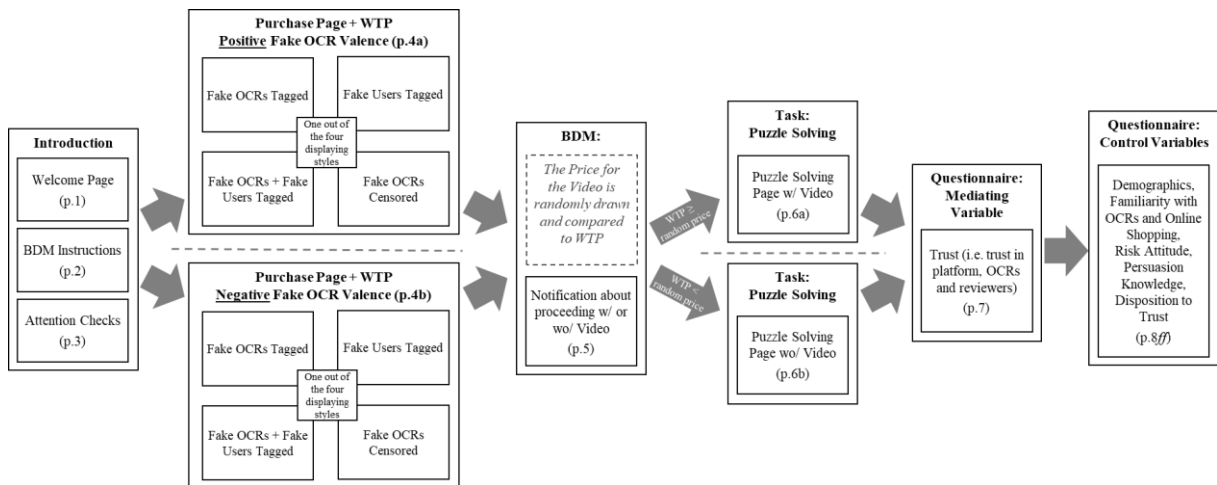 Introduction
Welcome Page
(p.1)
BDM Instructions
(p.2)
Attention Checks
(p.3)
Purchase Page + WTP
Positive Fake OCR Valence (p.4a)
Fake OCRs Tagged
Fake Users Tagged
One out of
the four
displaying
styles
Fake OCRs + Fake
Users Tagged
Fake OCRs
Censored
Purchase Page + WTP
Negative Fake OCR Valence (p.4b)
Fake OCRs Tagged
Fake Users Tagged
One out of
the four
displaying
styles
Fake OCRs + Fake
Users Tagged
Fake OCRs
Censored
BDM:
The Price for
the Video is
randomly drawn
and compared
to WTP
Notification about
proceeding w/ or
wo/ Video
(p.5)
WTP ≥
random price
WTP <
random price
Task:
Puzzle Solving
Puzzle Solving
Page w/ Video
(p.6a)
Task:
Puzzle Solving
Puzzle Solving
Page wo/ Video
(p.6b)
Questionnaire:
Mediating
Variable
Trust (i.e. trust in
platform, OCRs
and reviewers)
(p.7)
Questionnaire:
Control Variables
Demographics,
Familiarity with
OCRs and Online
Shopping,
Risk Attitude,
Persuasion
Knowledge,
Disposition to
Trust
(p.8ff)